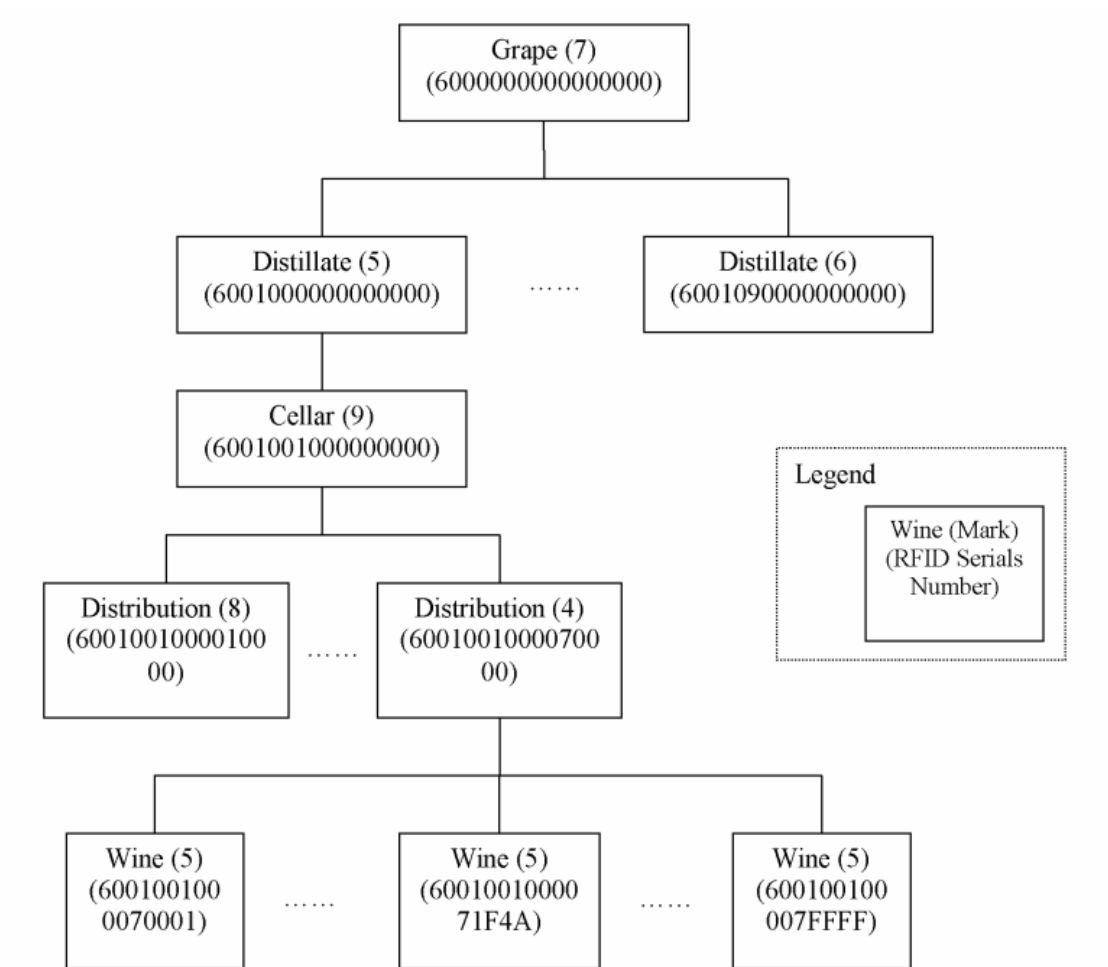 Grape (7)
(6000000000000000)
Distillate (5)
(6001000000000000)
……
Distillate (6)
(6001090000000000)
Cellar (9)
(6001001000000000)
Legend
Wine (Mark)
(RFID Serials
Number)
Distribution (8)
(60010010000100
00)
……
Distribution (4)
(60010010000700
00)
Wine (5)
(600100100
0070001)
……
Wine (5)
(60010010000
71F4A)
……
Wine (5)
(600100100
007FFFF)